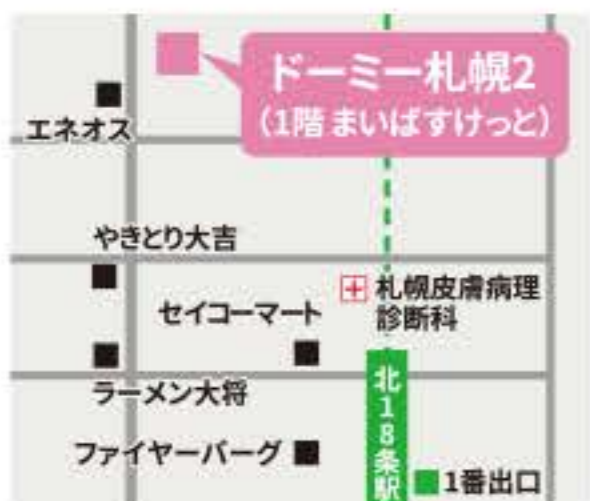 ドーミー札幌2
(1階 まいばすけっと)
エネオス
やきとり大吉
札幌皮膚病理
診断科
セイコーマート
ラーメン大将
北18条駅
ファイヤーバーグ
1番出口